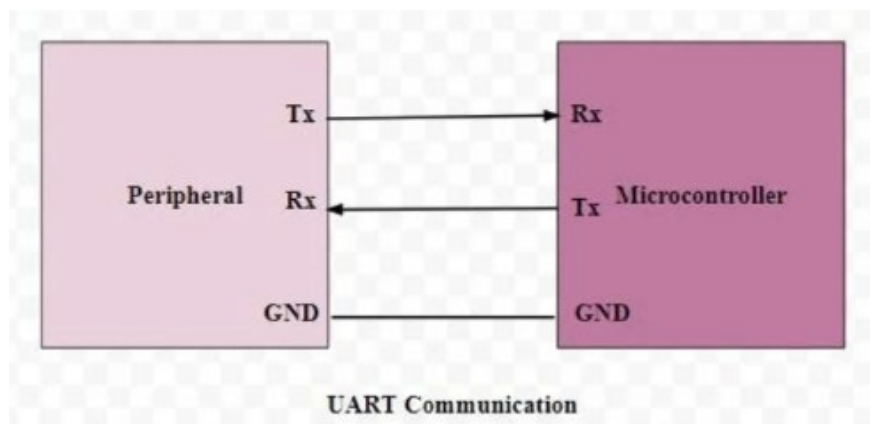 Tx Rx
Peripheral Rx Tx Microcontroller
GND GND
UART Communication